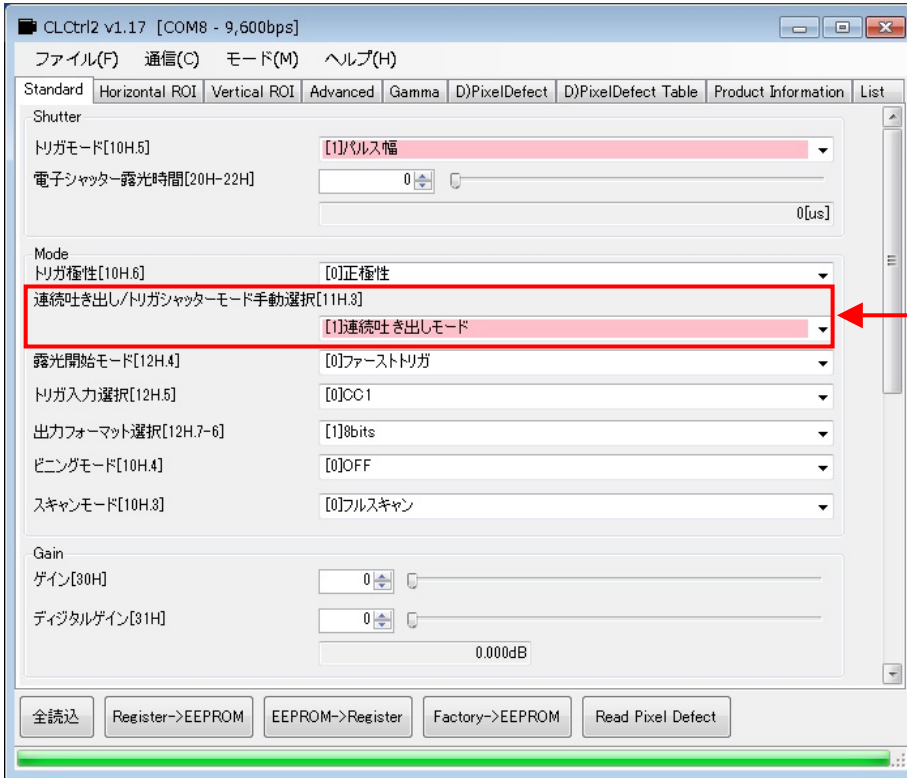 CLCtrl2 v1.17 [COM8 - 9,600bps]
ファイル(F) 通信(C) モード(M) ヘルプ(H)
Standard Horizontal ROI Vertical ROI Advanced Gamma D)PixelDefect D)PixelDefect Table Product Information List
Shutter
トリガモード[10H.5] [1]パルス幅
電子シャッター露光時間[20H-22H] 0
0[us]
Mode
トリガ極性[10H.6] [0]正極性
連続吐き出し/トリガシャッターモード手動選択[11H.3]
[1]連続吐き出しモード
露光開始モード[12H.4] [0]ファーストトリガ
トリガ入力選択[12H.5] [0]CC1
出力フォーマット選択[12H.7-6] [1]8bits
ビニングモード[10H.4] [0]OFF
スキャンモード[10H.3] [0]フルスキャン
Gain
ゲイン[30H] 0
ディジタルゲイン[31H] 0
0.000dB
全読込 Register->EEPROM EEPROM->Register Factory->EEPROM Read Pixel Defect